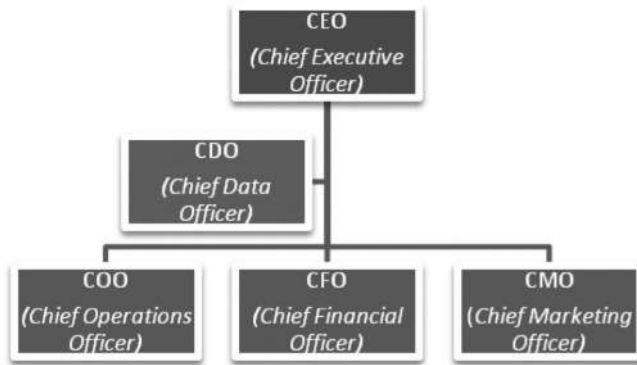 CEO
(Chief Executive
Officer)
CDO
(Chief Data
Officer)
COO
(Chief Operations
Officer)
CFO
(Chief Financial
Officer)
CMO
(Chief Marketing
Officer)